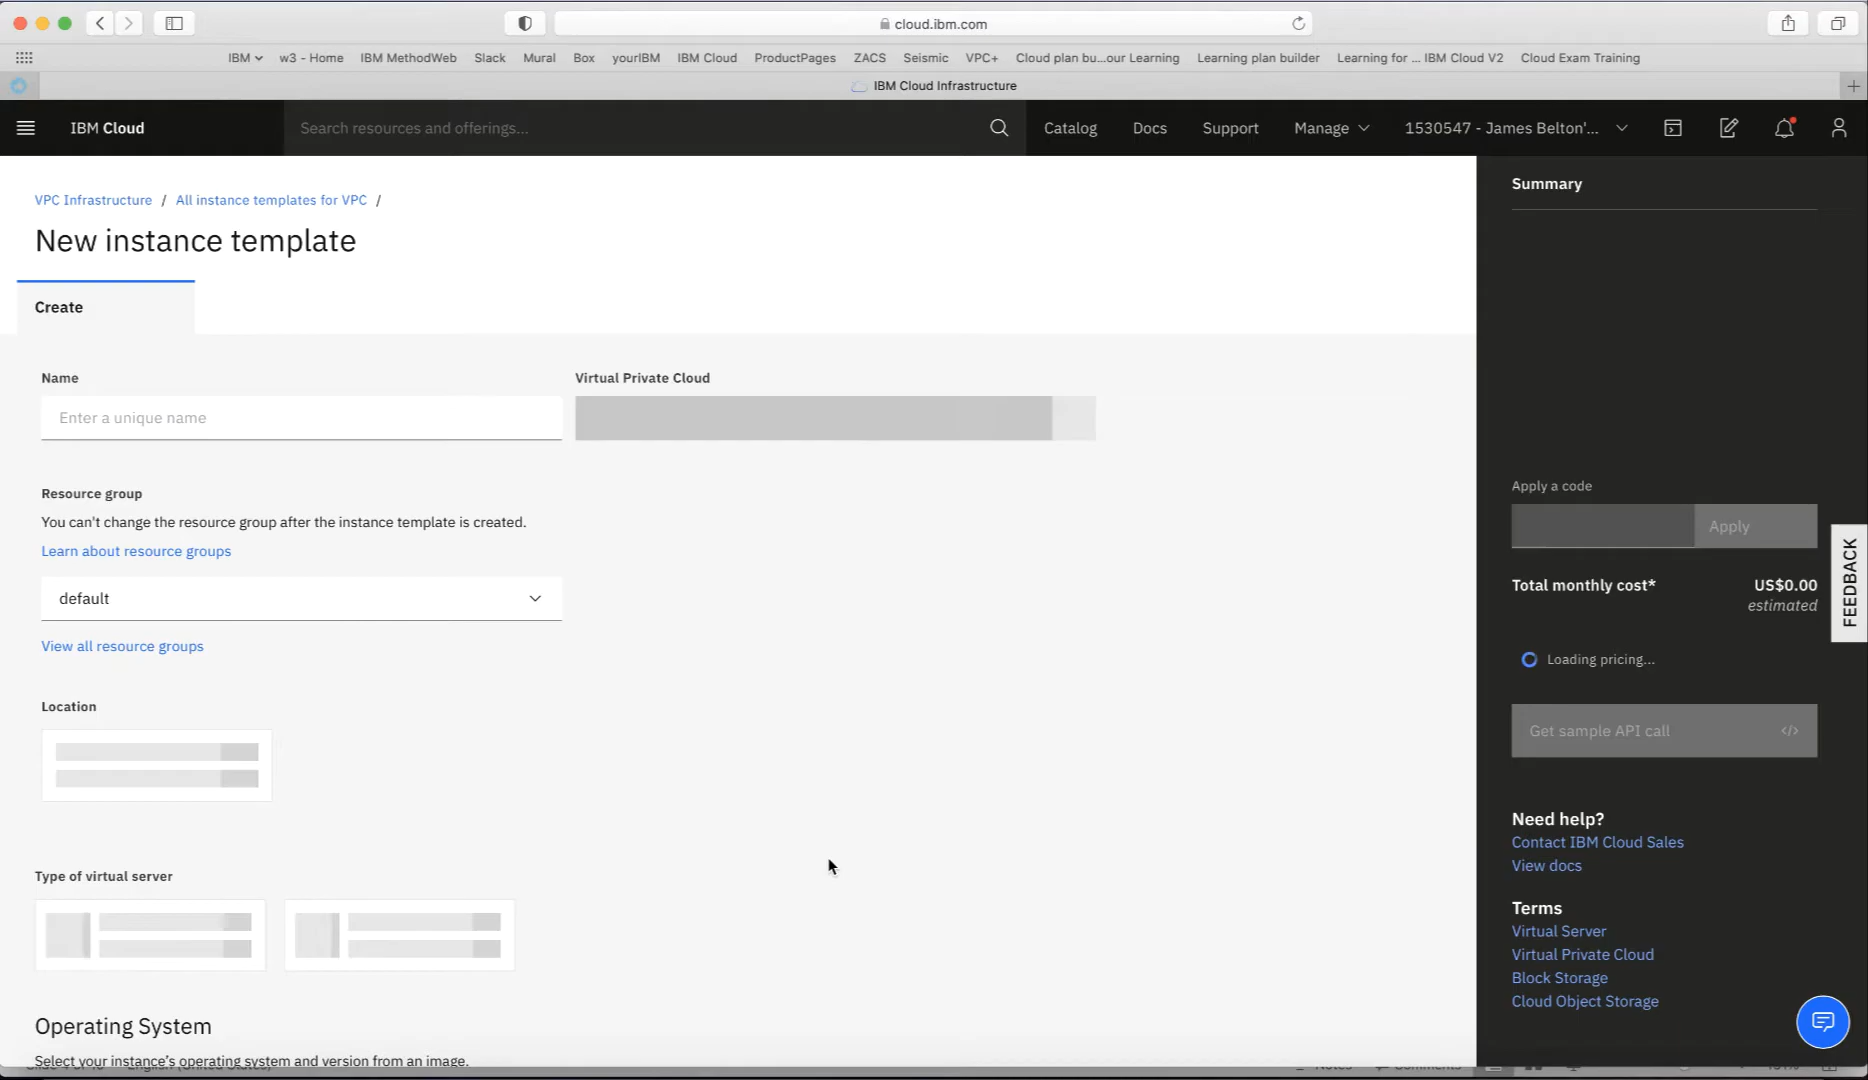 cloud.ibm.com
IBM w3 - Home IBM MethodWeb Slack Mural Box yourIBM IBM Cloud ProductPages ZACS Seismic VPC+ Cloud plan bu...our Learning Learning plan builder Learning for ... IBM Cloud V2 Cloud Exam Training
IBM Cloud Infrastructure
IBM Cloud Search resources and offerings... Catalog Docs Support Manage 1530547 - James Belton'...
VPC Infrastructure / All instance templates for VPC /
New instance template
Create
Name Virtual Private Cloud
Enter a unique name
Resource group
You can't change the resource group after the instance template is created.
Learn about resource groups
default
View all resource groups
Location
Type of virtual server
Operating System
Select your instance's operating system and version from an image.
Summary
Apply a code
Apply
Total monthly cost* US$0.00
estimated
Loading pricing...
Get sample API call </>
Need help?
Contact IBM Cloud Sales
View docs
Terms
Virtual Server
Virtual Private Cloud
Block Storage
Cloud Object Storage
FEEDBACK
English (United States) Notes Comments